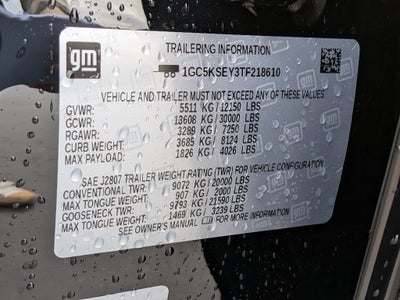 gm
TRAILERING INFORMATION
1GC5KSEY3TF218610
VEHICLE AND TRAILER MUST NOT EXCEED ANY OF THESE VALUES
GVWR: 5511 KG/ 12150 LBS
GCWR: 13608 KG/ 30000 LBS
RGAWR: 3289 KG/ 7250 LBS
CURB WEIGHT: 3685 KG/ 8124 LBS
MAX PAYLOAD: 1826 KG/ 4026 LBS
SAE J2807 TRAILER WEIGHT RATING (TWR) FOR VEHICLE CONFIGURATION
CONVENTIONAL TWR: 9072 KG/ 20000 LBS
MAX TONGUE WEIGHT: 907 KG/ 2000 LBS
GOOSENECK TWR: 9793 KG/ 21590 LBS
MAX TONGUE WEIGHT: 1469 KG/ 3239 LBS
SEE OWNER'S MANUAL FOR MORE INFORMATION